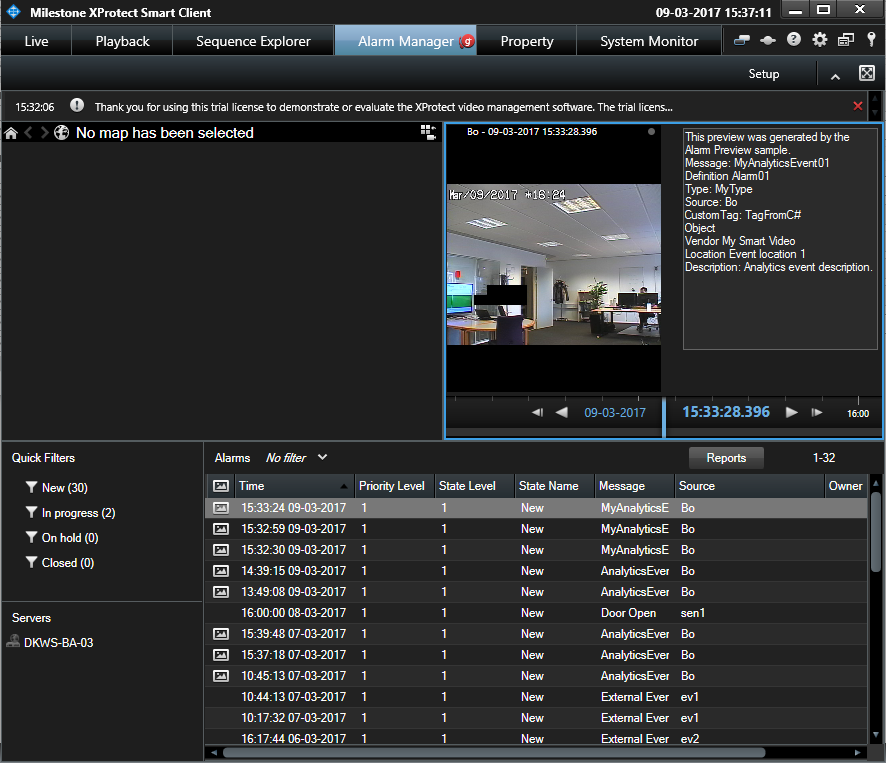 Milestone XProtect Smart Client
09-03-2017 15:37:11
Live Playback Sequence Explorer Alarm Manager Property System Monitor
Setup
15:32:06 Thank you for using this trial license to demonstrate or evaluate the XProtect video management software. The trial licens...
No map has been selected
Bo - 09-03-2017 15:33:28.396
Mar/09/2017 *16:24
This preview was generated by the
Alarm Preview sample.
Message: MyAnalyticsEvent01
Definition Alarm01
Type: MyType
Source: Bo
CustomTag: TagFromC#
Object
Vendor My Smart Video
Location Event location 1
Description: Analytics event description.
09-03-2017 15:33:28.396 16:00
Quick Filters
New (30)
In progress (2)
On hold (0)
Closed (0)
Servers
DKWS-BA-03
Alarms No filter Reports 1-32
Time Priority Level State Level State Name Message Source Owner
15:33:24 09-03-2017 1 1 New MyAnalyticsE Bo
15:32:59 09-03-2017 1 1 New MyAnalyticsE Bo
15:32:30 09-03-2017 1 1 New MyAnalyticsE Bo
14:39:15 09-03-2017 1 1 New AnalyticsEver Bo
13:49:08 09-03-2017 1 1 New AnalyticsEver Bo
16:00:00 08-03-2017 1 1 New Door Open sen1
15:39:48 07-03-2017 1 1 New AnalyticsEver Bo
15:37:18 07-03-2017 1 1 New AnalyticsEver Bo
10:45:13 07-03-2017 1 1 New AnalyticsEver Bo
10:44:13 07-03-2017 1 1 New External Ever ev1
10:17:32 07-03-2017 1 1 New External Ever ev1
16:17:44 06-03-2017 1 1 New External Ever ev2